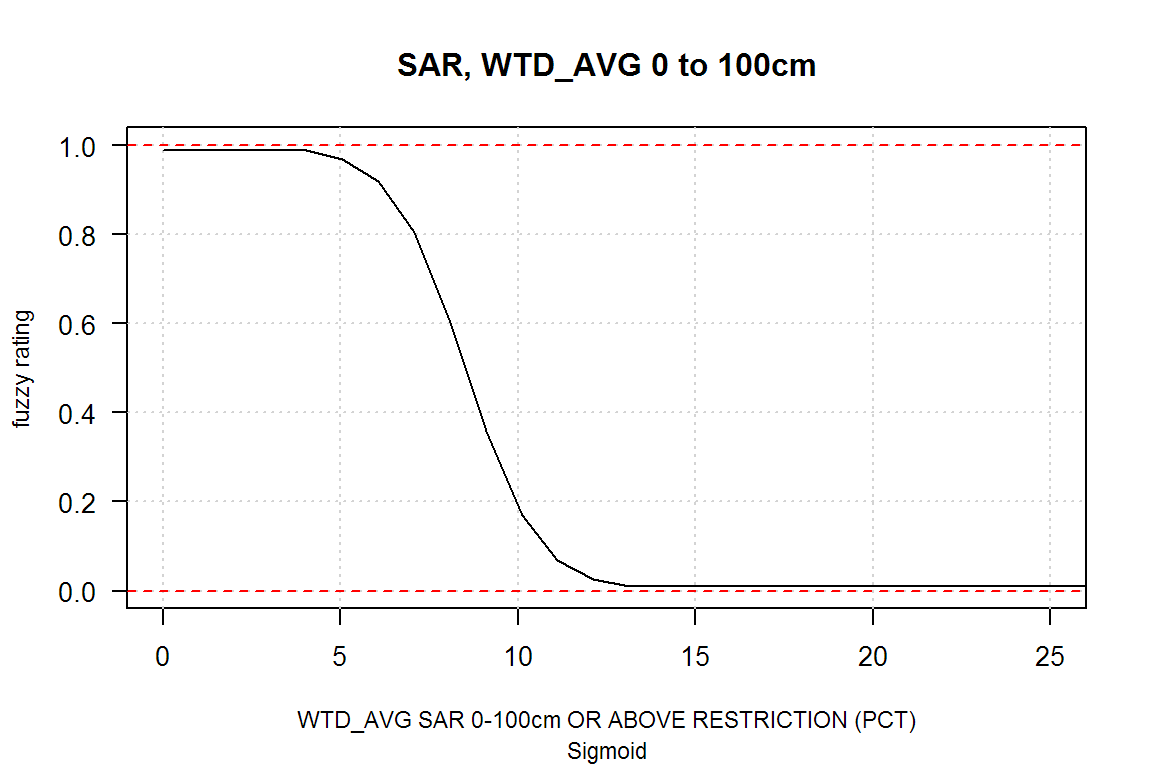 SAR, WTD_AVG 0 to 100cm
1.0
0.8
0.6
0.4
0.2
0.0
fuzzy rating
0 5 10 15 20 25
WTD_AVG SAR 0-100cm OR ABOVE RESTRICTION (PCT)
Sigmoid